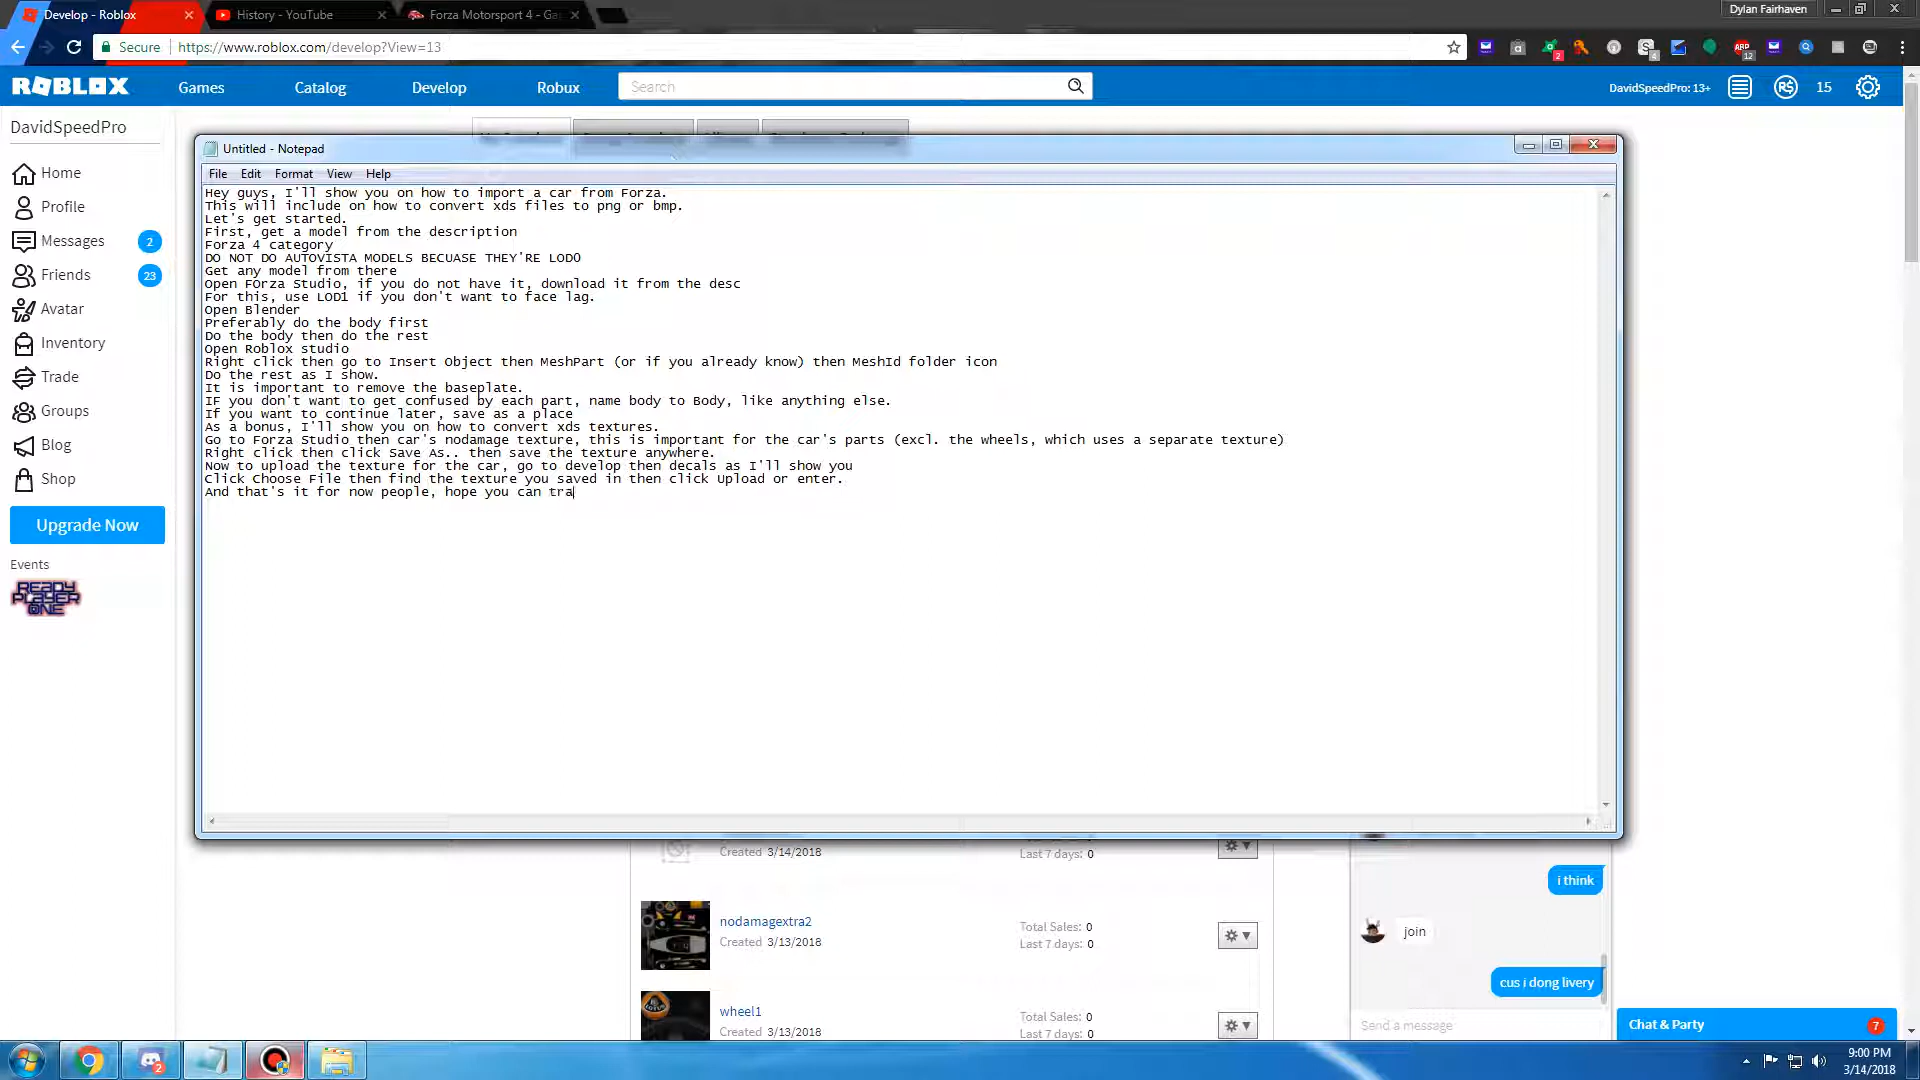 Develop - Roblox
History - YouTube
Forza Motorsport 4 - Ga
Dylan Fairhaven
Secure
https://www.roblox.com/develop?View=13
2
4
ABP
12
ROBLOX
Games
Catalog
Develop
Robux
Search
DavidSpeedPro: 13+
R$
15
DavidSpeedPro
Home
Profile
Messages
2
Friends
23
Avatar
Inventory
Trade
Groups
Blog
Shop
Upgrade Now
Events
READY
PLAYER
ONE
Untitled - Notepad
File Edit Format View Help
Hey guys, I'll show you on how to import a car from Forza.
This will include on how to convert xds files to png or bmp.
Let's get started.
First, get a model from the description
Forza 4 category
DO NOT DO AUTOVISTA MODELS BECUASE THEY'RE LOD0
Get any model from there
Open FOrza Studio, if you do not have it, download it from the desc
For this, use LOD1 if you don't want to face lag.
Open Blender
Preferably do the body first
Do the body then do the rest
Open Roblox studio
Right click then go to Insert Object then MeshPart (or if you already know) then MeshId folder icon
Do the rest as I show.
It is important to remove the baseplate.
IF you don't want to get confused by each part, name body to Body, like anything else.
If you want to continue later, save as a place
As a bonus, I'll show you on how to convert xds textures.
Go to Forza Studio then car's nodamage texture, this is important for the car's parts (excl. the wheels, which uses a separate texture)
Right click then click Save As.. then save the texture anywhere.
Now to upload the texture for the car, go to develop then decals as I'll show you
Click Choose File then find the texture you saved in then click Upload or enter.
And that's it for now people, hope you can tra
Created 3/14/2018
Last 7 days: 0
nodamagextra2
Created 3/13/2018
Total Sales: 0
Last 7 days: 0
wheel1
Created 3/13/2018
Total Sales: 0
Last 7 days: 0
i think
join
cus i dong livery
Send a message
Chat & Party
7
2
9:00 PM
3/14/2018